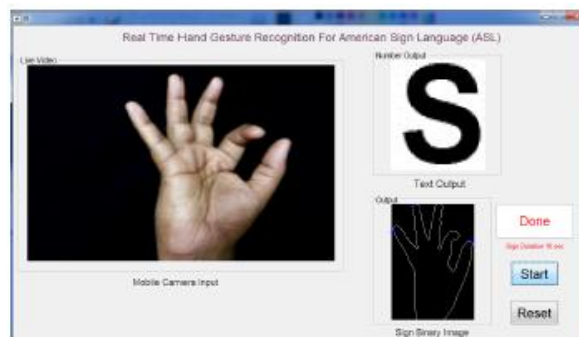 Real Time Hand Gesture Recognition For American Sign Language (ASL)
Live Video
Number Output
S
Text Output
Output
Done
Start
Reset
Mobile Camera Input
Sign Binary Image